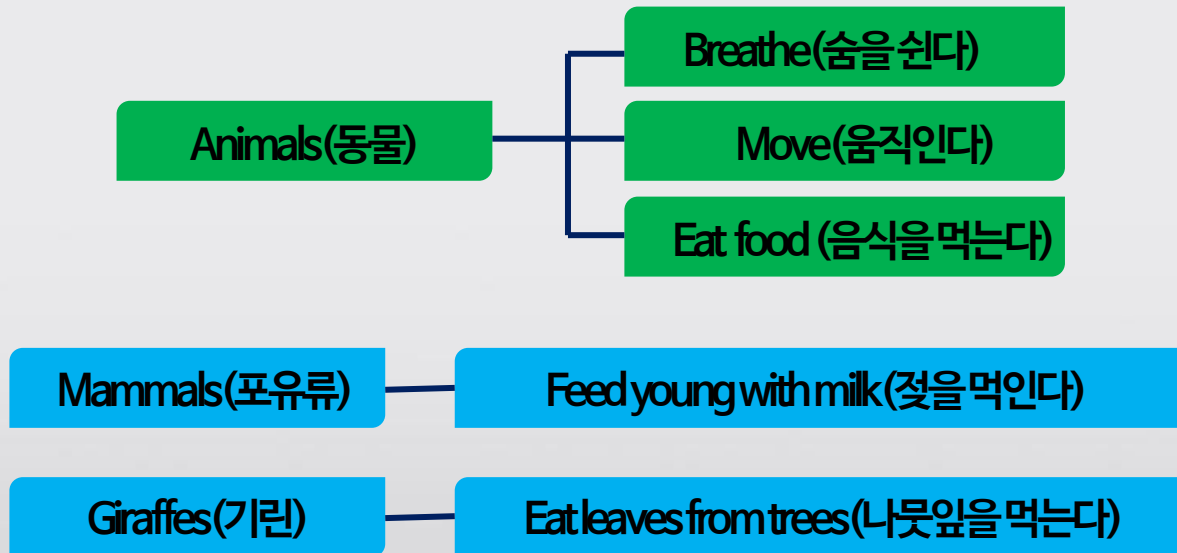 Breathe(숨을 쉰다)
Animals(동물)
Move(움직인다)
Eat food (음식을 먹는다)
Mammals(포유류)
Feed young with milk(젖을 먹인다)
Giraffes(기린)
Eat leaves from trees(나뭇잎을 먹는다)